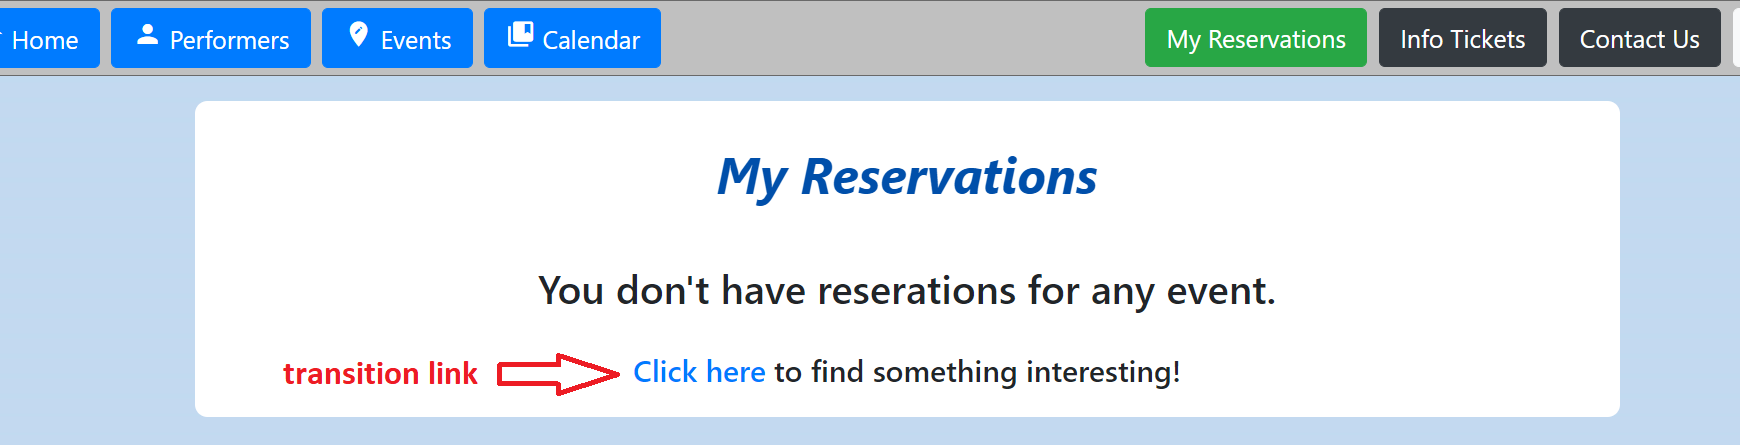 Home Performers Events Calendar My Reservations Info Tickets Contact Us
My Reservations
You don't have reserations for any event.
transition link Click here to find something interesting!